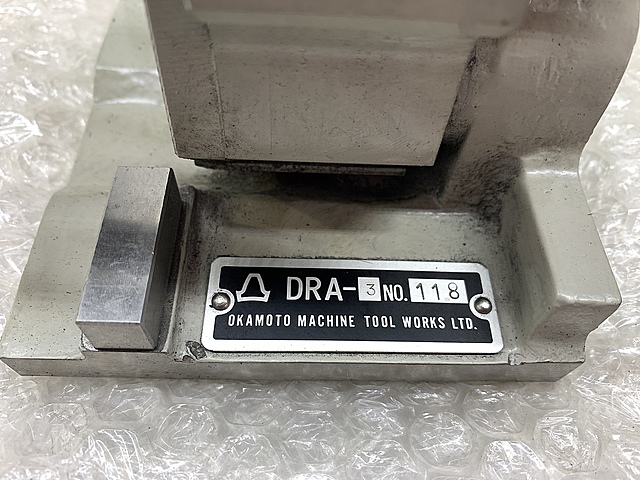 DRA-3 NO. 118
OKAMOTO MACHINE TOOL WORKS LTD.